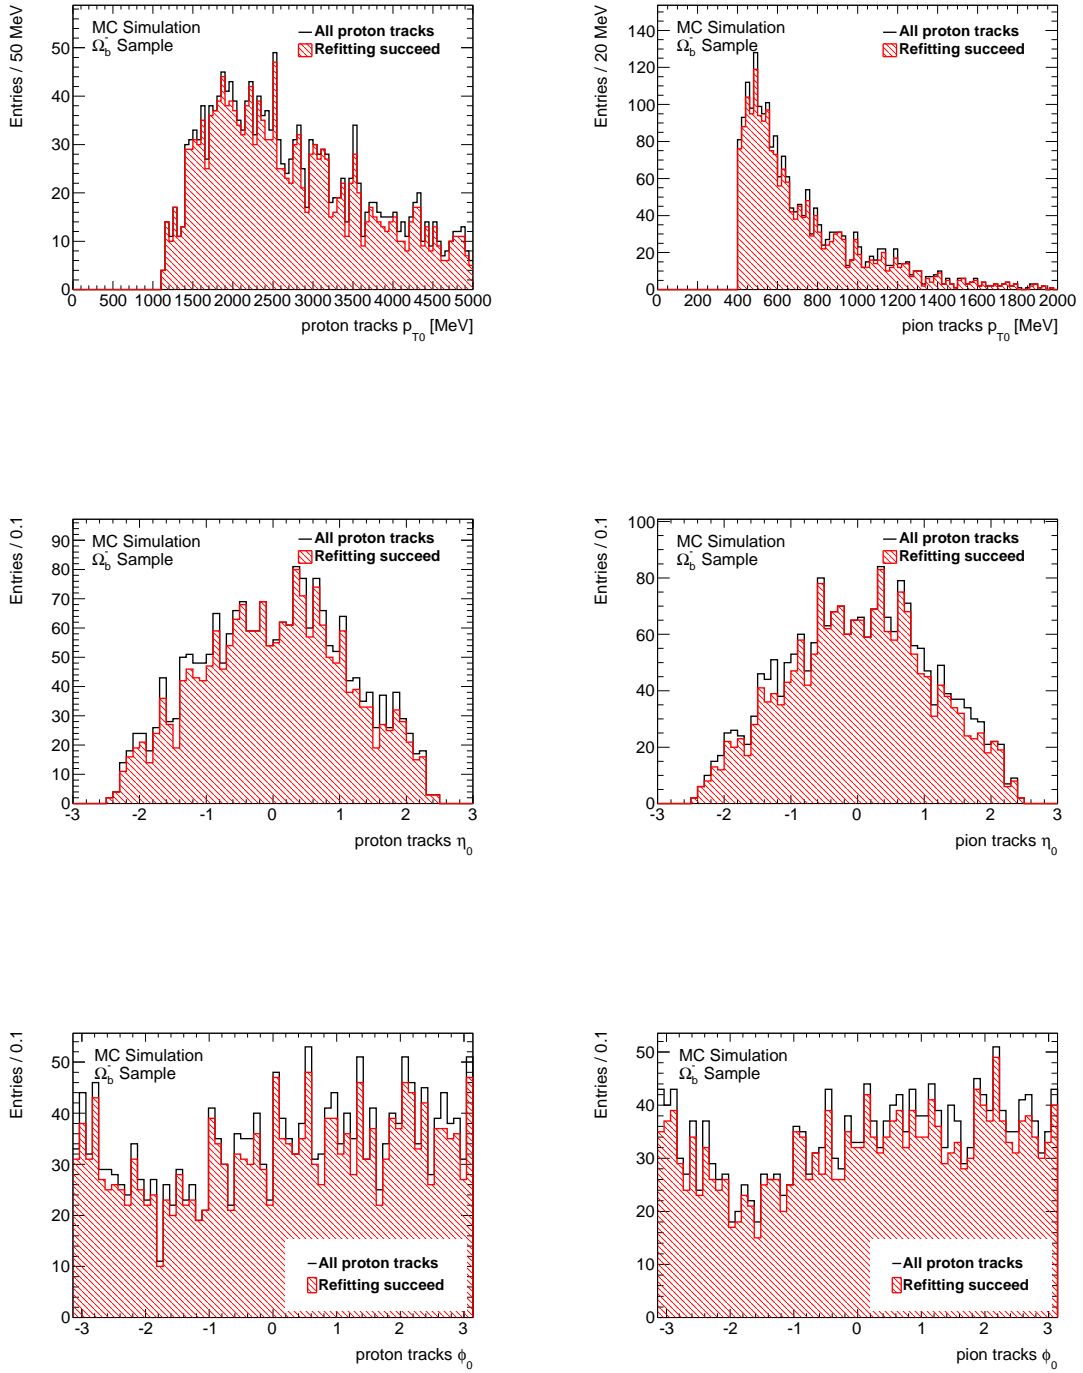 Entries / 50 MeV
MC Simulation
Ω_b^- Sample
All proton tracks
Refitting succeed
50
40
30
20
10
0
0 500 1000 1500 2000 2500 3000 3500 4000 4500 5000
proton tracks p_T0 [MeV]
Entries / 20 MeV
MC Simulation
Ω_b^- Sample
All proton tracks
Refitting succeed
140
120
100
80
60
40
20
0
0 200 400 600 800 1000 1200 1400 1600 1800 2000
pion tracks p_T0 [MeV]
Entries / 0.1
MC Simulation
Ω_b^- Sample
All proton tracks
Refitting succeed
90
80
70
60
50
40
30
20
10
0
-3 -2 -1 0 1 2 3
proton tracks η_0
Entries / 0.1
MC Simulation
Ω_b^- Sample
All proton tracks
Refitting succeed
100
80
60
40
20
0
-3 -2 -1 0 1 2 3
pion tracks η_0
Entries / 0.1
MC Simulation
Ω_b^- Sample
50
40
30
20
10
0
All proton tracks
Refitting succeed
-3 -2 -1 0 1 2 3
proton tracks ϕ_0
Entries / 0.1
MC Simulation
Ω_b^- Sample
50
40
30
20
10
0
All proton tracks
Refitting succeed
-3 -2 -1 0 1 2 3
pion tracks ϕ_0